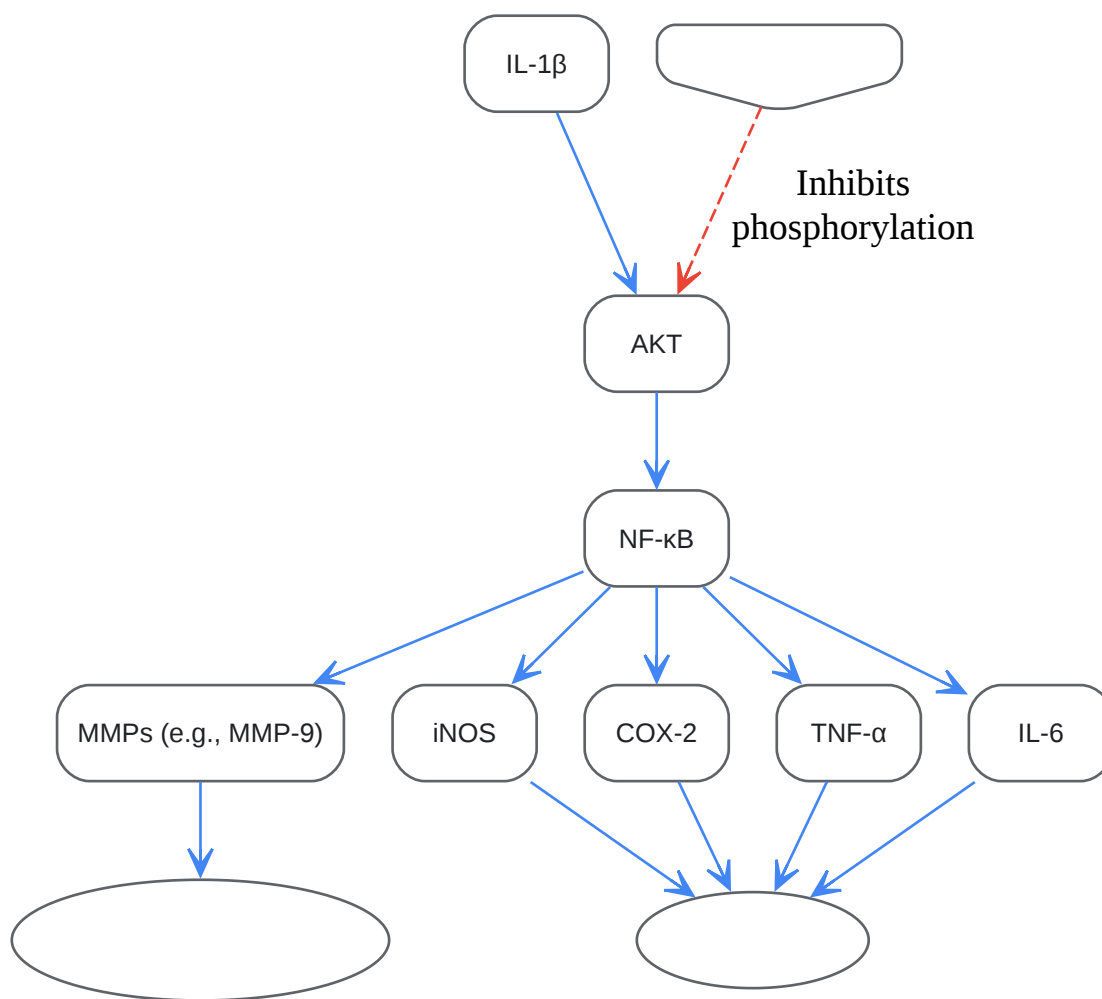 IL-1β
Inhibits
phosphorylation
AKT
NF-κB
MMPs (e.g., MMP-9)
iNOS
COX-2
TNF-α
IL-6